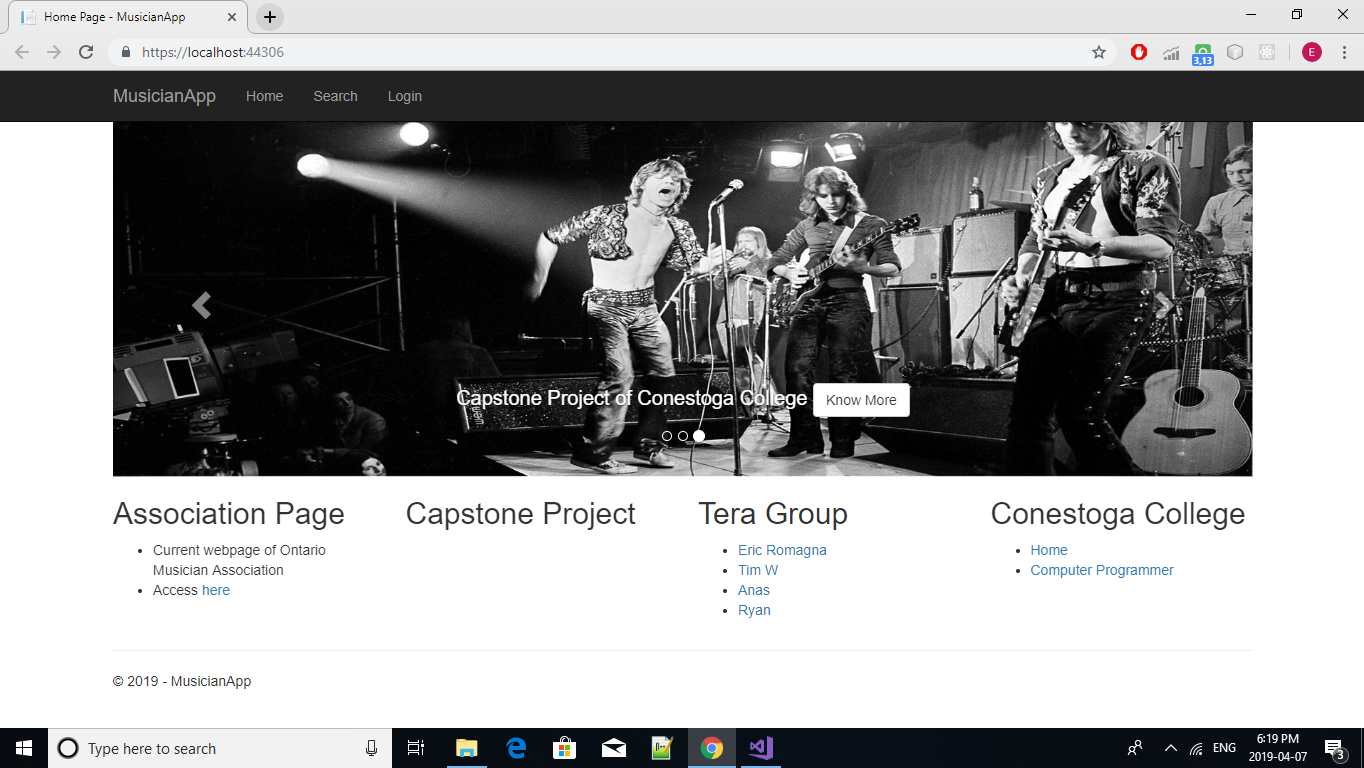 Home Page - MusicianApp
https://localhost:44306
E
3,13
MusicianApp Home Search Login
Capstone Project of Conestoga College Know More
Association Page
Current webpage of Ontario
Musician Association
Access here
Capstone Project
Tera Group
Eric Romagna
Tim W
Anas
Ryan
Conestoga College
Home
Computer Programmer
© 2019 - MusicianApp
Type here to search
ENG
6:19 PM
2019-04-07
3